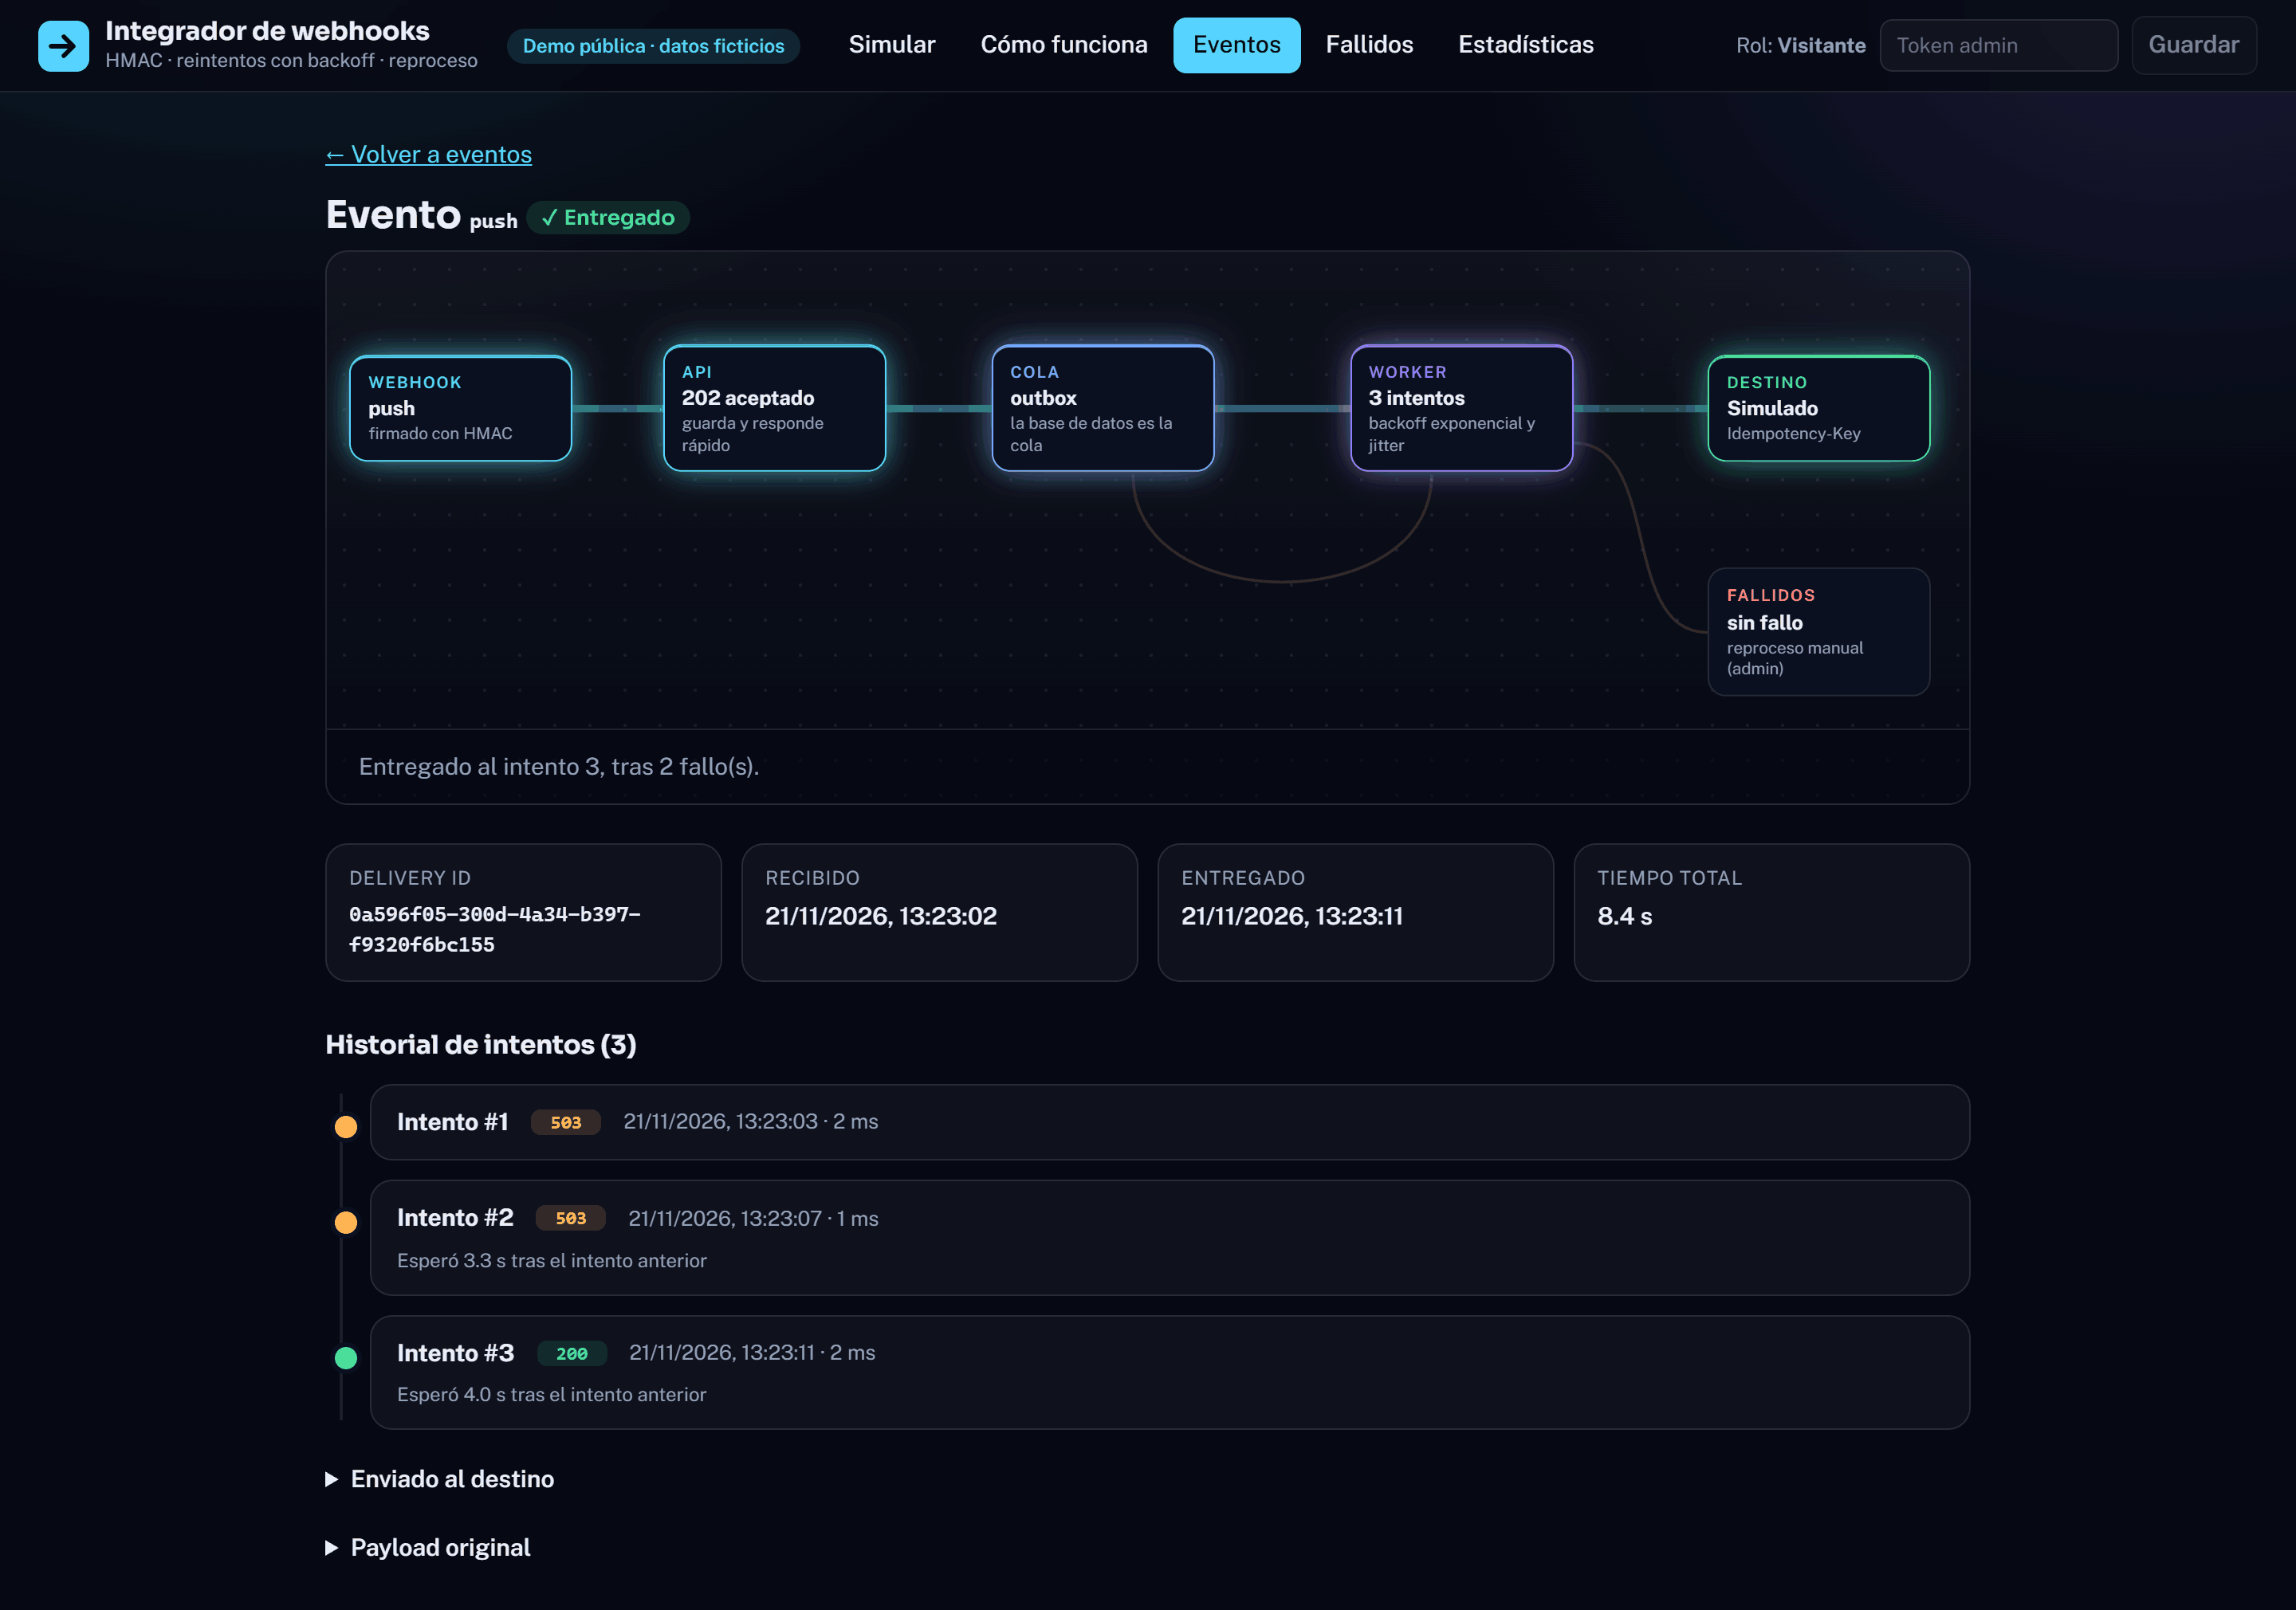 Integrador de webhooks
HMAC · reintentos con backoff · reproceso
Demo pública · datos ficticios
Simular
Cómo funciona
Eventos
Fallidos
Estadísticas
Rol: Visitante
Token admin
Guardar
← Volver a eventos
Evento push ✓ Entregado
WEBHOOK
push
firmado con HMAC
API
202 aceptado
guarda y responde
rápido
COLA
outbox
la base de datos es la
cola
WORKER
3 intentos
backoff exponencial y
jitter
DESTINO
Simulado
Idempotency-Key
FALLIDOS
sin fallo
reproceso manual
(admin)
Entregado al intento 3, tras 2 fallo(s).
DELIVERY ID
0a596f05-300d-4a34-b397-
f9320f6bc155
RECIBIDO
21/11/2026, 13:23:02
ENTREGADO
21/11/2026, 13:23:11
TIEMPO TOTAL
8.4 s
Historial de intentos (3)
Intento #1 503 21/11/2026, 13:23:03 · 2 ms
Intento #2 503 21/11/2026, 13:23:07 · 1 ms
Esperó 3.3 s tras el intento anterior
Intento #3 200 21/11/2026, 13:23:11 · 2 ms
Esperó 4.0 s tras el intento anterior
▶ Enviado al destino
▶ Payload original